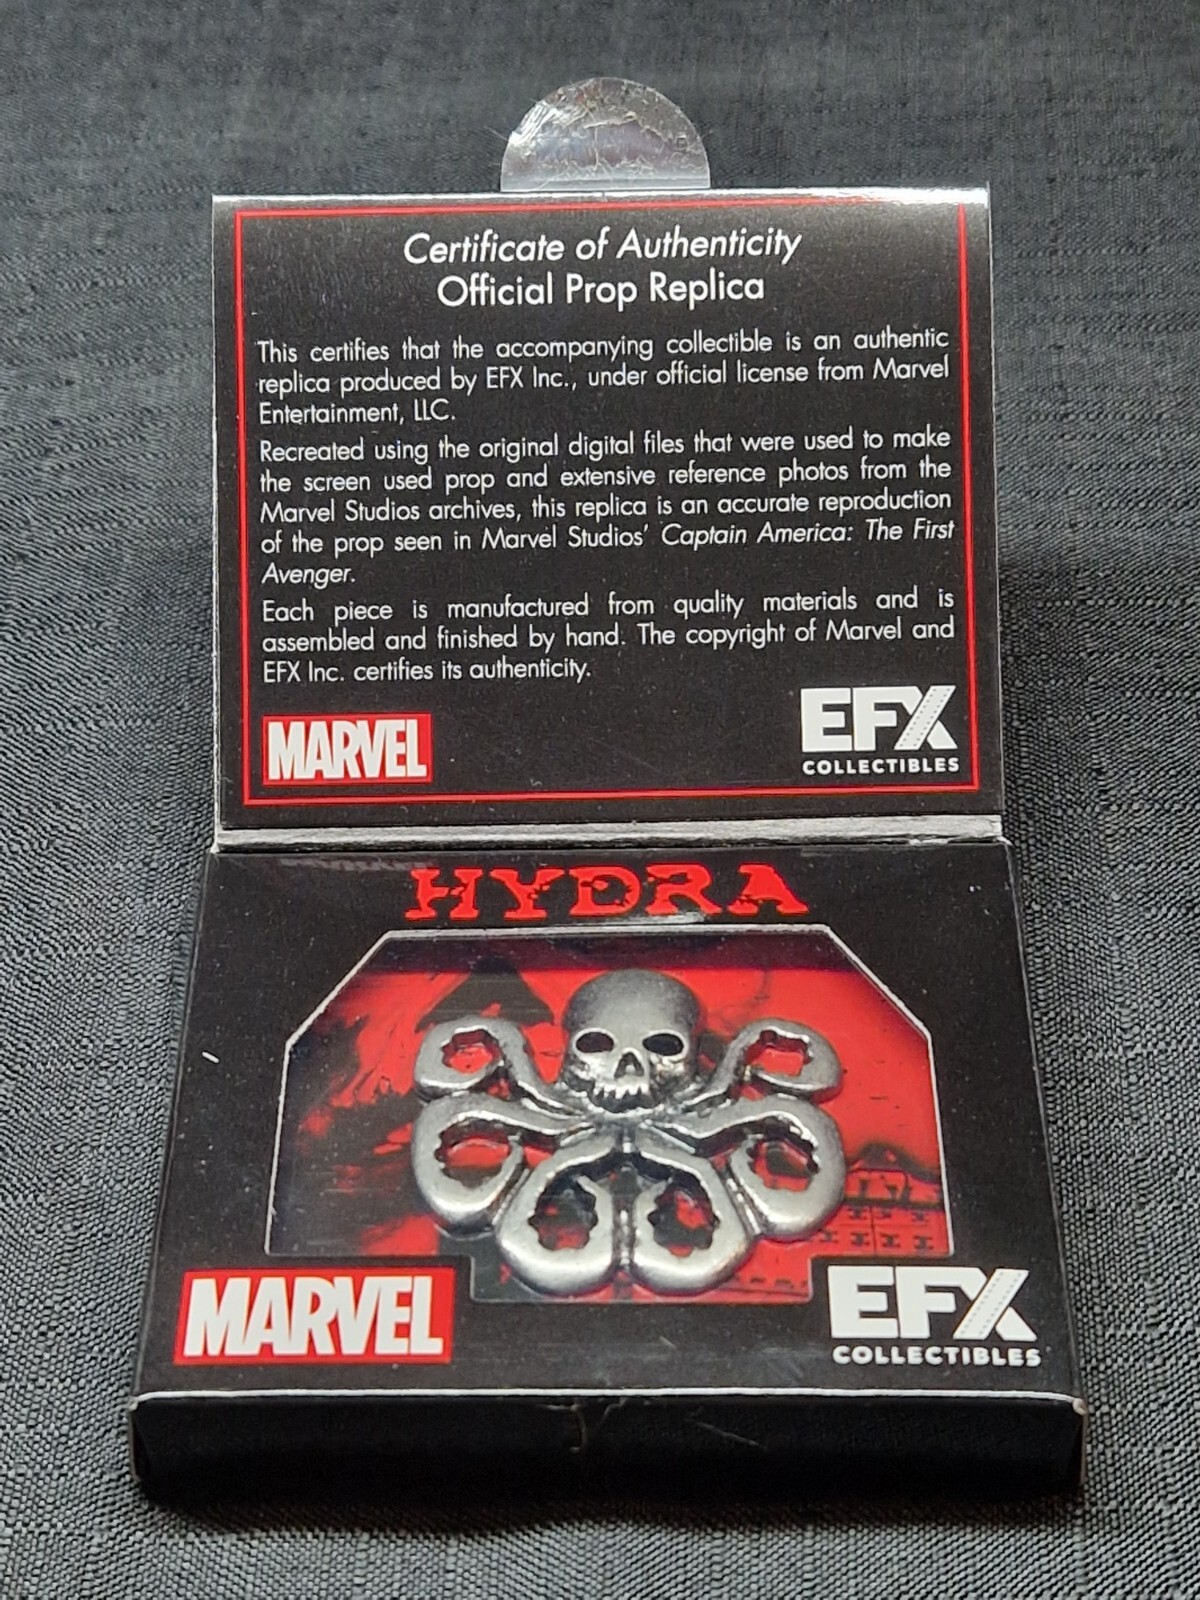 Certificate of Authenticity
Official Prop Replica
This certifies that the accompanying collectible is an authentic
replica produced by EFX Inc., under official license from Marvel
Entertainment, LLC.
Recreated using the original digital files that were used to make
the screen used prop and extensive reference photos from the
Marvel Studios archives, this replica is an accurate reproduction
of the prop seen in Marvel Studios' Captain America: The First
Avenger.
Each piece is manufactured from quality materials and is
assembled and finished by hand. The copyright of Marvel and
EFX Inc. certifies its authenticity.
MARVEL
EFX
COLLECTIBLES
HYDRA
MARVEL
EFX
COLLECTIBLES